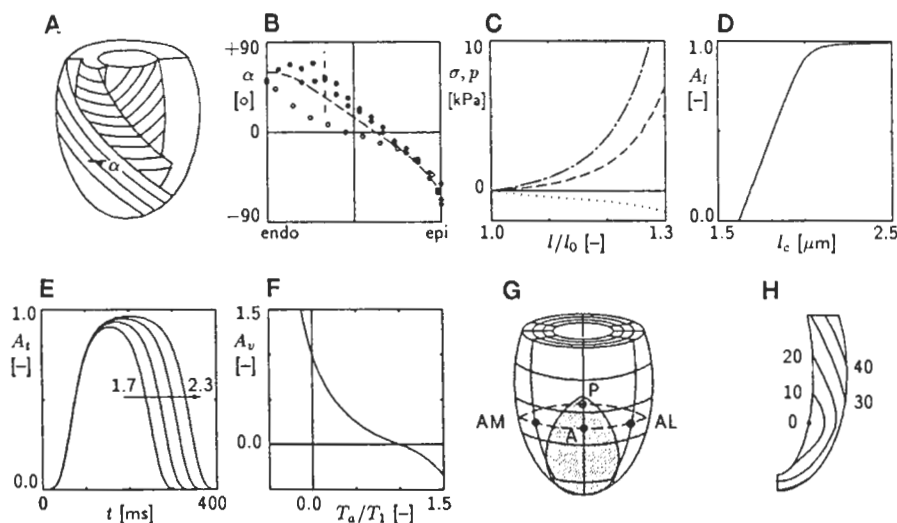 A
α
B
+90
α
[o]
0
−90
endo
epi
C
10
σ, p
[kPa]
0
1.0
l/l₀ [−]
1.3
D
1.0
Aₗ
[−]
0.0
1.5
l_c [μm]
2.5
E
1.0
Aₜ
[−]
0.0
1.7
2.3
0
t [ms]
400
F
1.5
Aᵥ
[−]
0.0
0.0
Tₐ/T₁ [−]
1.5
G
P
AM
A
AL
H
20
10
0
40
30